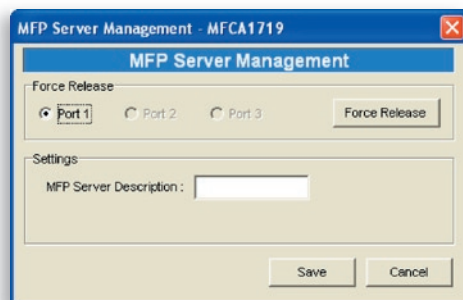 MFP Server Management - MFCA1719
MFP Server Management
Force Release
Port 1 Port 2 Port 3 Force Release
Settings
MFP Server Description :
Save Cancel